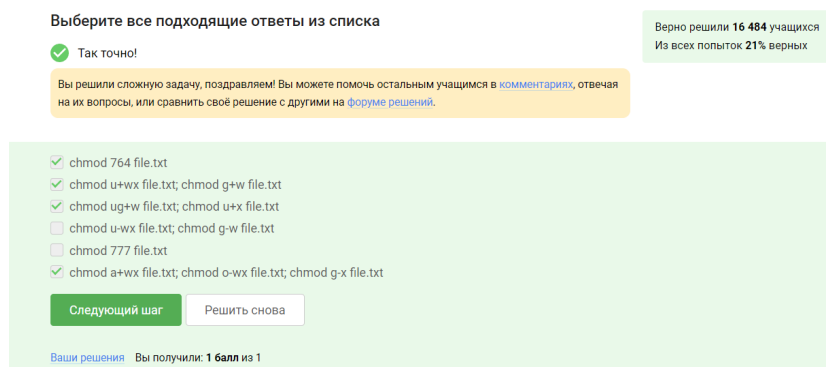 Выберите все подходящие ответы из списка
Верно решили 16 484 учащихся
Из всех попыток 21% верных
Так точно!
Вы решили сложную задачу, поздравляем! Вы можете помочь остальным учащимся в комментариях, отвечая
на их вопросы, или сравнить своё решение с другими на форуме решений.
chmod 764 file.txt
chmod u+wx file.txt; chmod g+w file.txt
chmod ug+w file.txt; chmod u+x file.txt
chmod u-wx file.txt; chmod g-w file.txt
chmod 777 file.txt
chmod a+wx file.txt; chmod o-wx file.txt; chmod g-x file.txt
Следующий шаг
Решить снова
Ваши решения Вы получили: 1 балл из 1